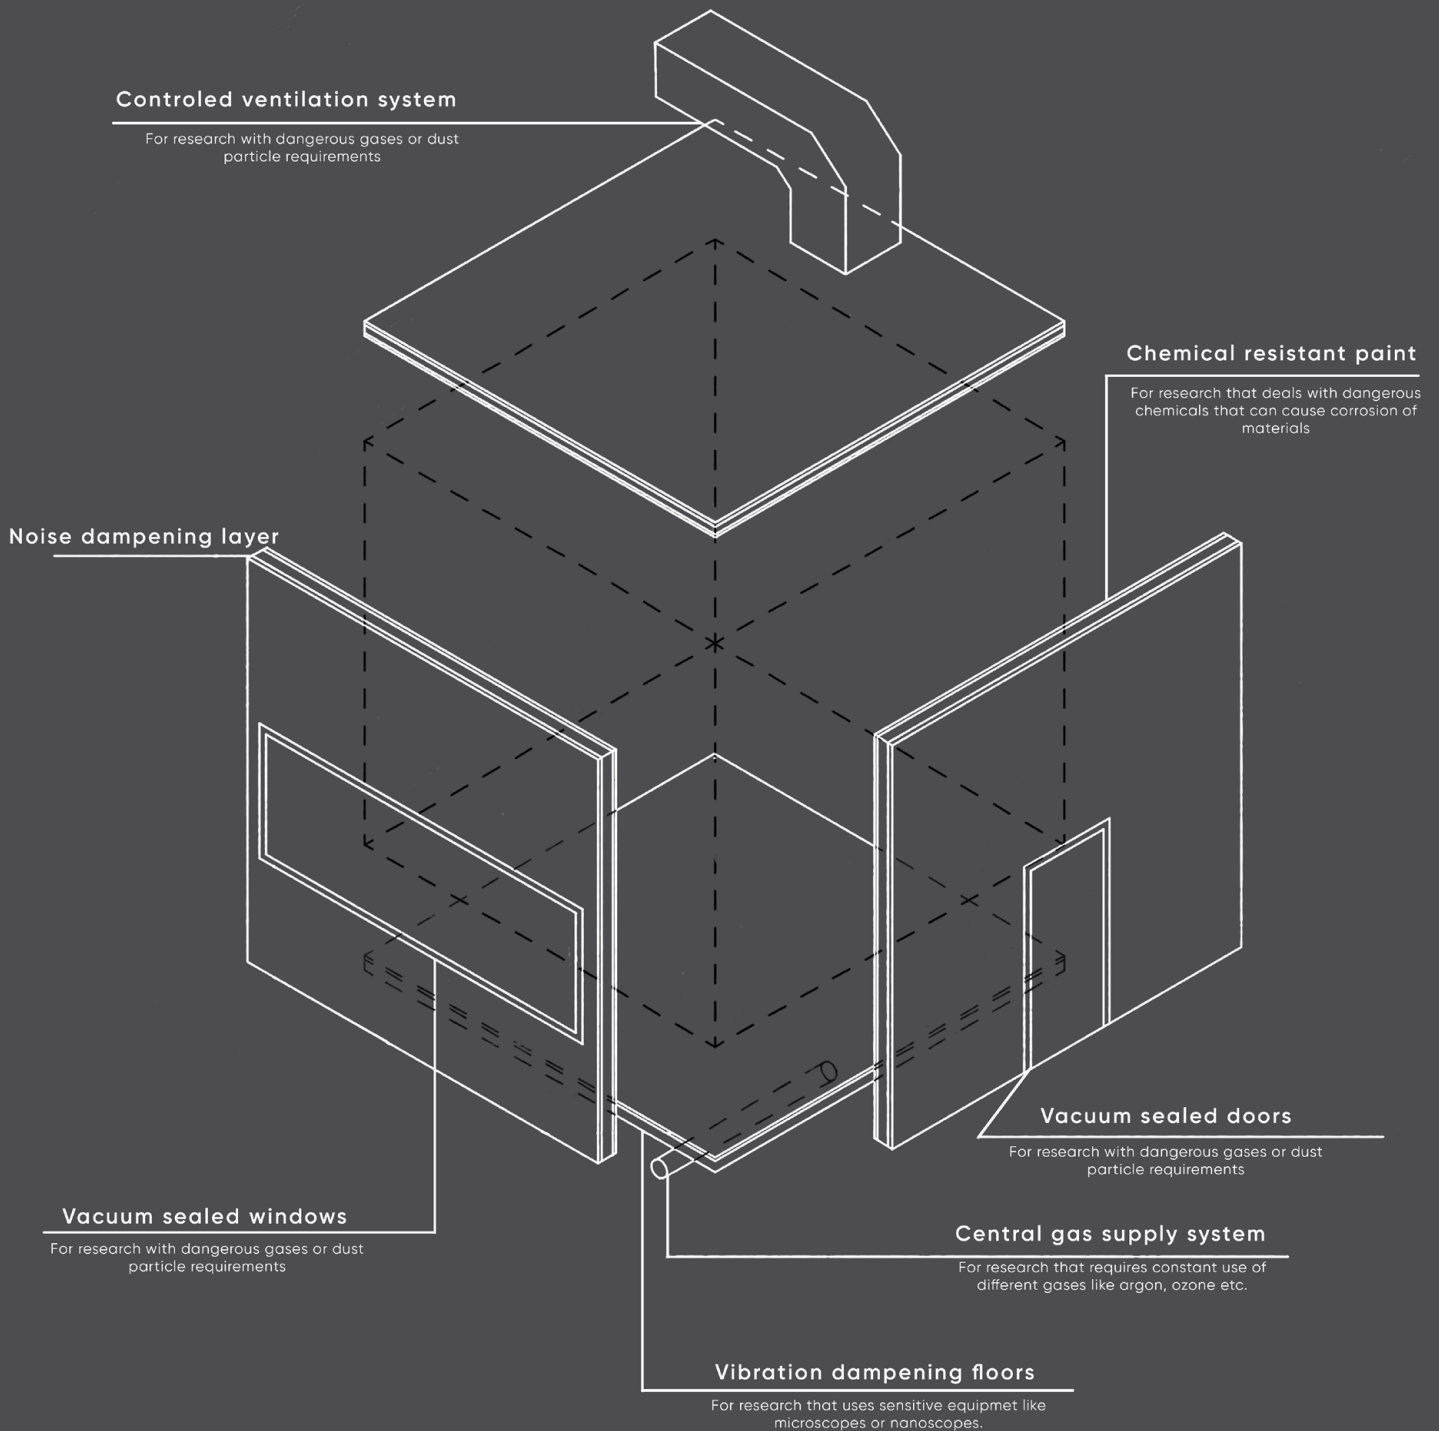 Controled ventilation system
For research with dangerous gases or dust
particle requirements
Chemical resistant paint
For research that deals with dangerous
chemicals that can cause corrosion of
materials
Noise dampening layer
Vacuum sealed doors
For research with dangerous gases or dust
particle requirements
Vacuum sealed windows
For research with dangerous gases or dust
particle requirements
Central gas supply system
For research that requires constant use of
different gases like argon, ozone etc.
Vibration dampening floors
For research that uses sensitive equipmet like
microscopes or nanoscopes.